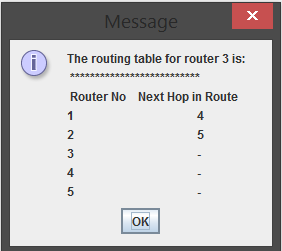 Message
The routing table for router 3 is:
**************************
Router No Next Hop in Route
1 4
2 5
3 -
4 -
5 -
OK